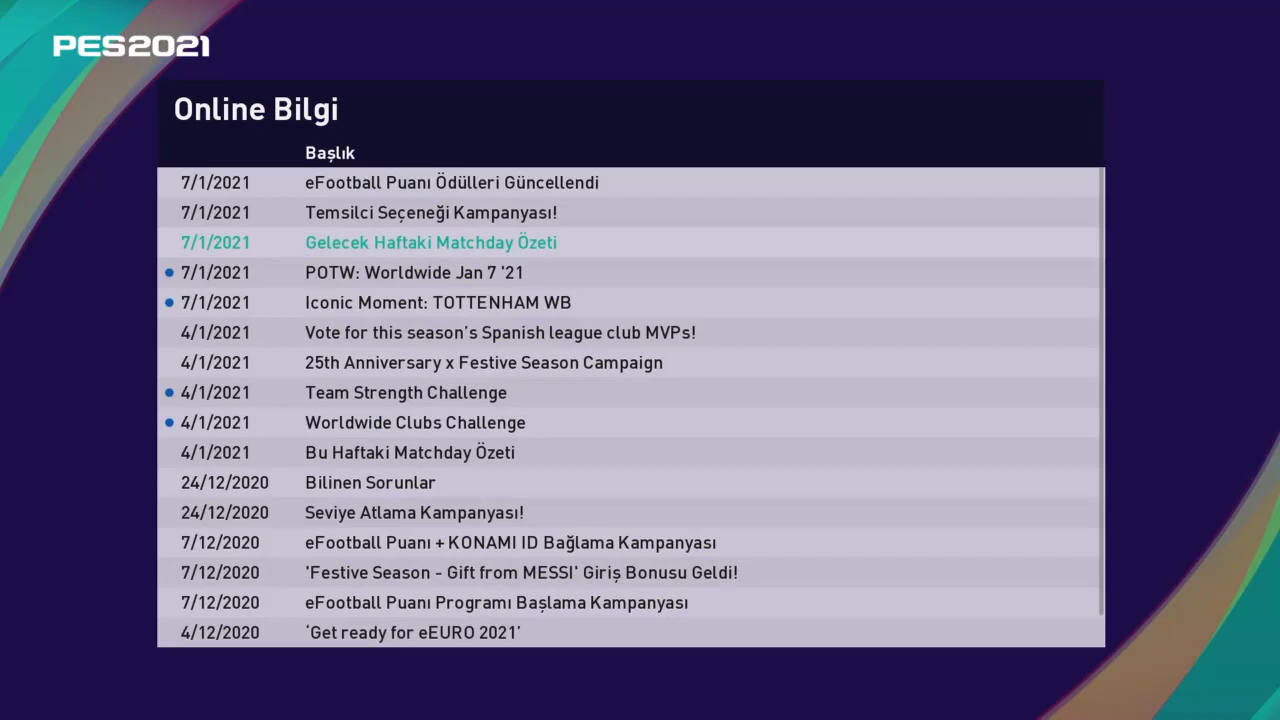 PES2021
Online Bilgi
Başlık
7/1/2021 eFootball Puanı Ödülleri Güncellendi
7/1/2021 Temsilci Seçeneği Kampanyası!
7/1/2021 Gelecek Haftaki Matchday Özeti
7/1/2021 POTW: Worldwide Jan 7 '21
7/1/2021 Iconic Moment: TOTTENHAM WB
4/1/2021 Vote for this season’s Spanish league club MVPs!
4/1/2021 25th Anniversary x Festive Season Campaign
4/1/2021 Team Strength Challenge
4/1/2021 Worldwide Clubs Challenge
4/1/2021 Bu Haftaki Matchday Özeti
24/12/2020 Bilinen Sorunlar
24/12/2020 Seviye Atlama Kampanyası!
7/12/2020 eFootball Puanı + KONAMI ID Bağlama Kampanyası
7/12/2020 'Festive Season - Gift from MESSI' Giriş Bonusu Geldi!
7/12/2020 eFootball Puanı Programı Başlama Kampanyası
4/12/2020 ‘Get ready for eEURO 2021’